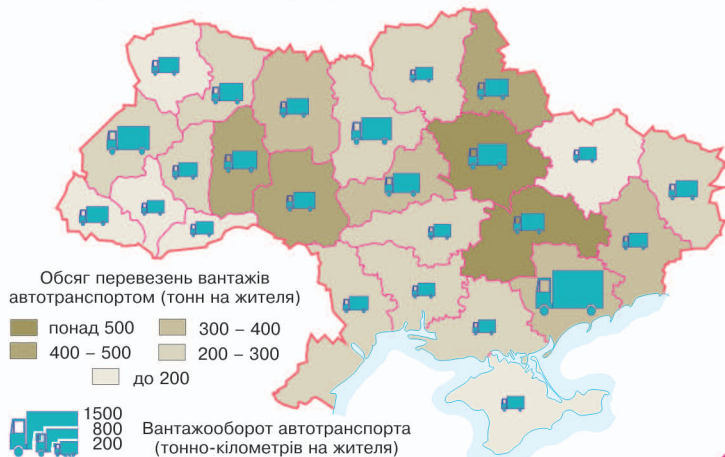 Обсяг перевезень вантажів
автотранспортом (тонн на жителя)
понад 500
300 – 400
400 – 500
200 – 300
до 200
1500
800
200
Вантажооборот автотранспорта
(тонно-кілометрів на жителя)